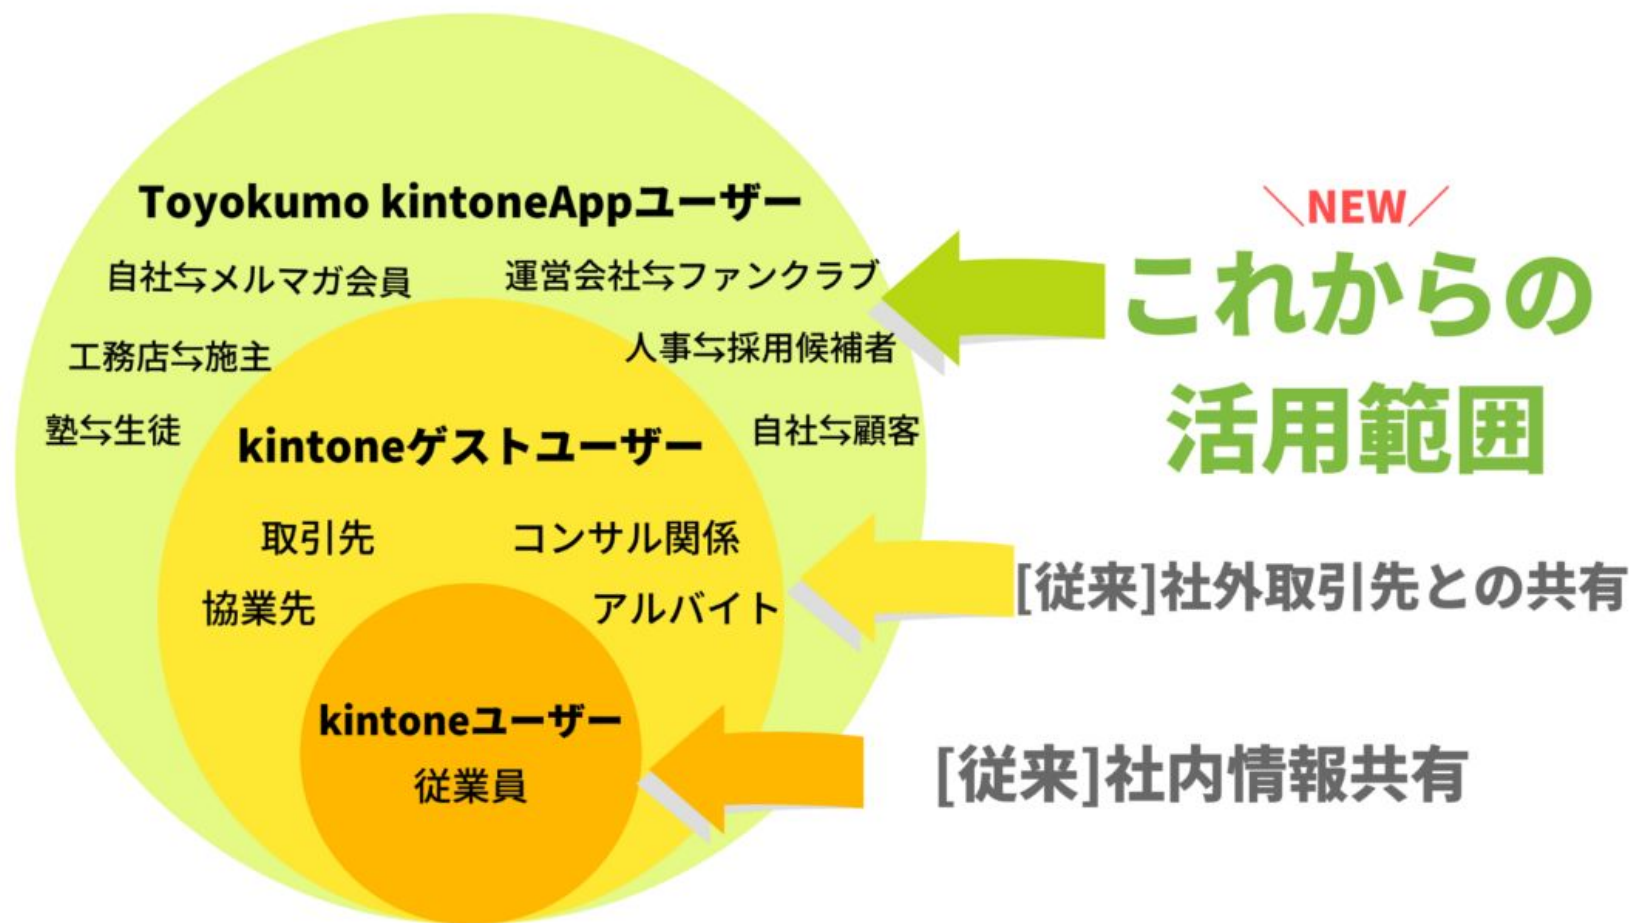 Toyokumo kintoneAppユーザー
自社⇆メルマガ会員
運営会社⇆ファンクラブ
工務店⇆施主
人事⇆採用候補者
塾⇆生徒
自社⇆顧客
kintoneゲストユーザー
取引先
コンサル関係
協業先
アルバイト
kintoneユーザー
従業員
＼NEW／
これからの
活用範囲
[従来]社外取引先との共有
[従来]社内情報共有